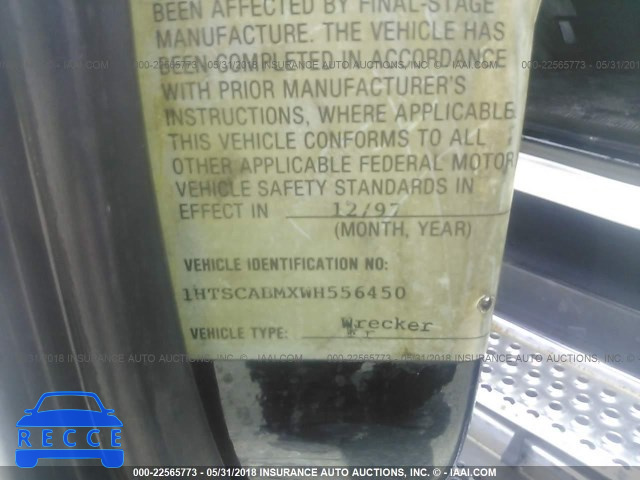 BEEN AFFECTED BY FINAL-STAGE
MANUFACTURE. THE VEHICLE HAS
BEEN COMPLETED IN ACCORDANCE
WITH PRIOR MANUFACTURER'S
INSTRUCTIONS, WHERE APPLICABLE
THIS VEHICLE CONFORMS TO ALL
OTHER APPLICABLE FEDERAL MOTOR
VEHICLE SAFETY STANDARDS IN
EFFECT IN 12/97
(MONTH, YEAR)
VEHICLE IDENTIFICATION NO:
1HTSCABMXWH556450
VEHICLE TYPE: Wrecker
000-22565773 - 05/31/2018 INSURANCE AUTO AUCTIONS, INC. - IAAI.COM
RECCE